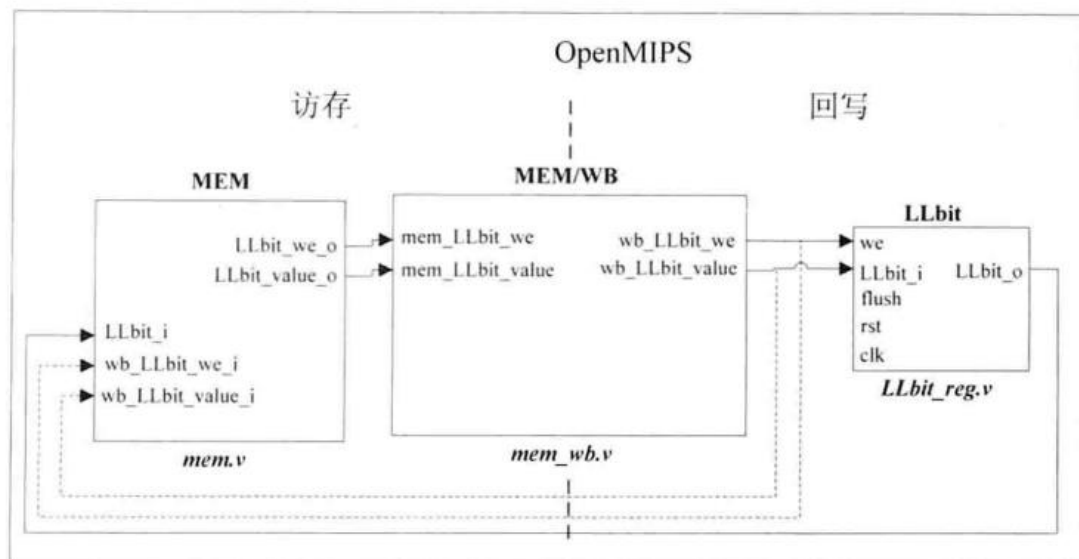 OpenMIPS
访存
回写
MEM
LLbit_we_o
LLbit_value_o
LLbit_i
wb_LLbit_we_i
wb_LLbit_value_i
mem.v
MEM/WB
mem_LLbit_we
mem_LLbit_value
wb_LLbit_we
wb_LLbit_value
mem_wb.v
LLbit
we
LLbit_i
LLbit_o
flush
rst
clk
LLbit_reg.v